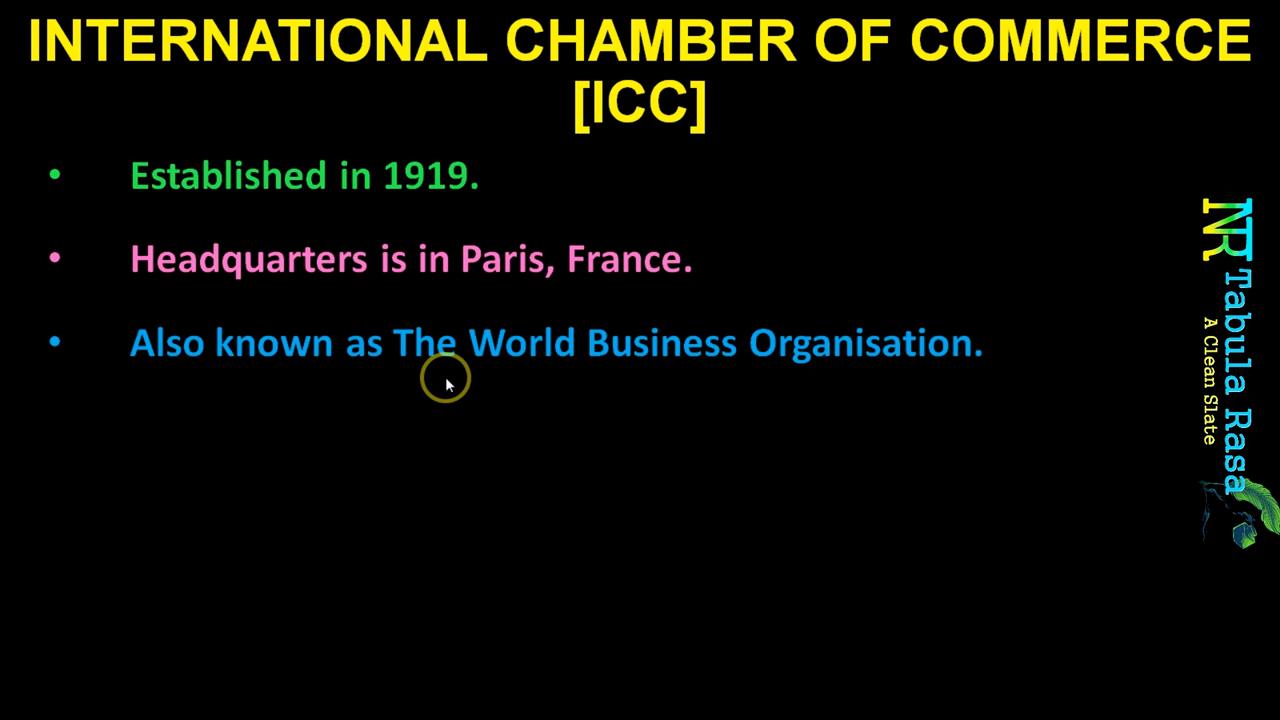 INTERNATIONAL CHAMBER OF COMMERCE
[ICC]
• Established in 1919.
• Headquarters is in Paris, France.
• Also known as The World Business Organisation.
NR
Tabula Rasa
A Clean Slate